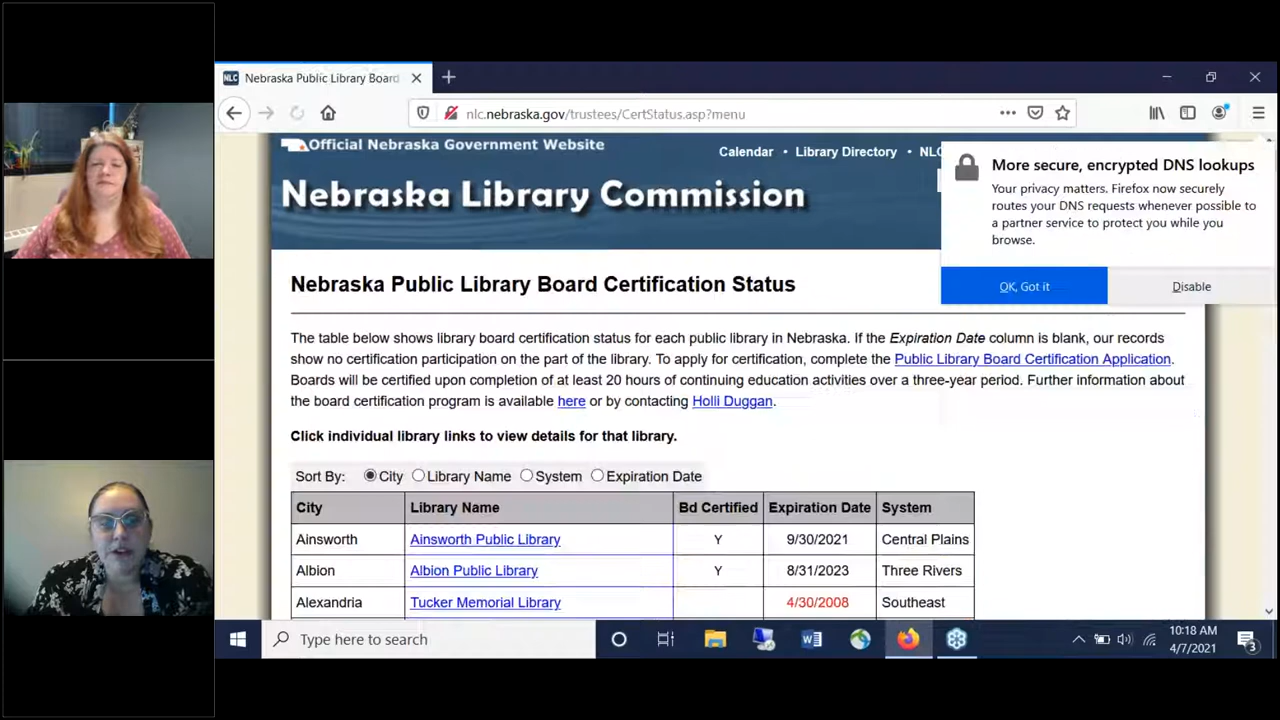 NLC Nebraska Public Library Board
nlc.nebraska.gov/trustees/CertStatus.asp?menu
Official Nebraska Government Website
Calendar • Library Directory • NLC
Nebraska Library Commission
More secure, encrypted DNS lookups
Your privacy matters. Firefox now securely
routes your DNS requests whenever possible to
a partner service to protect you while you
browse.
OK, Got it
Disable
Nebraska Public Library Board Certification Status
The table below shows library board certification status for each public library in Nebraska. If the Expiration Date column is blank, our records
show no certification participation on the part of the library. To apply for certification, complete the Public Library Board Certification Application.
Boards will be certified upon completion of at least 20 hours of continuing education activities over a three-year period. Further information about
the board certification program is available here or by contacting Holli Duggan.
Click individual library links to view details for that library.
Sort By: City Library Name System Expiration Date
City Library Name Bd Certified Expiration Date System
Ainsworth Ainsworth Public Library Y 9/30/2021 Central Plains
Albion Albion Public Library Y 8/31/2023 Three Rivers
Alexandria Tucker Memorial Library 4/30/2008 Southeast
Type here to search
10:18 AM
4/7/2021
3